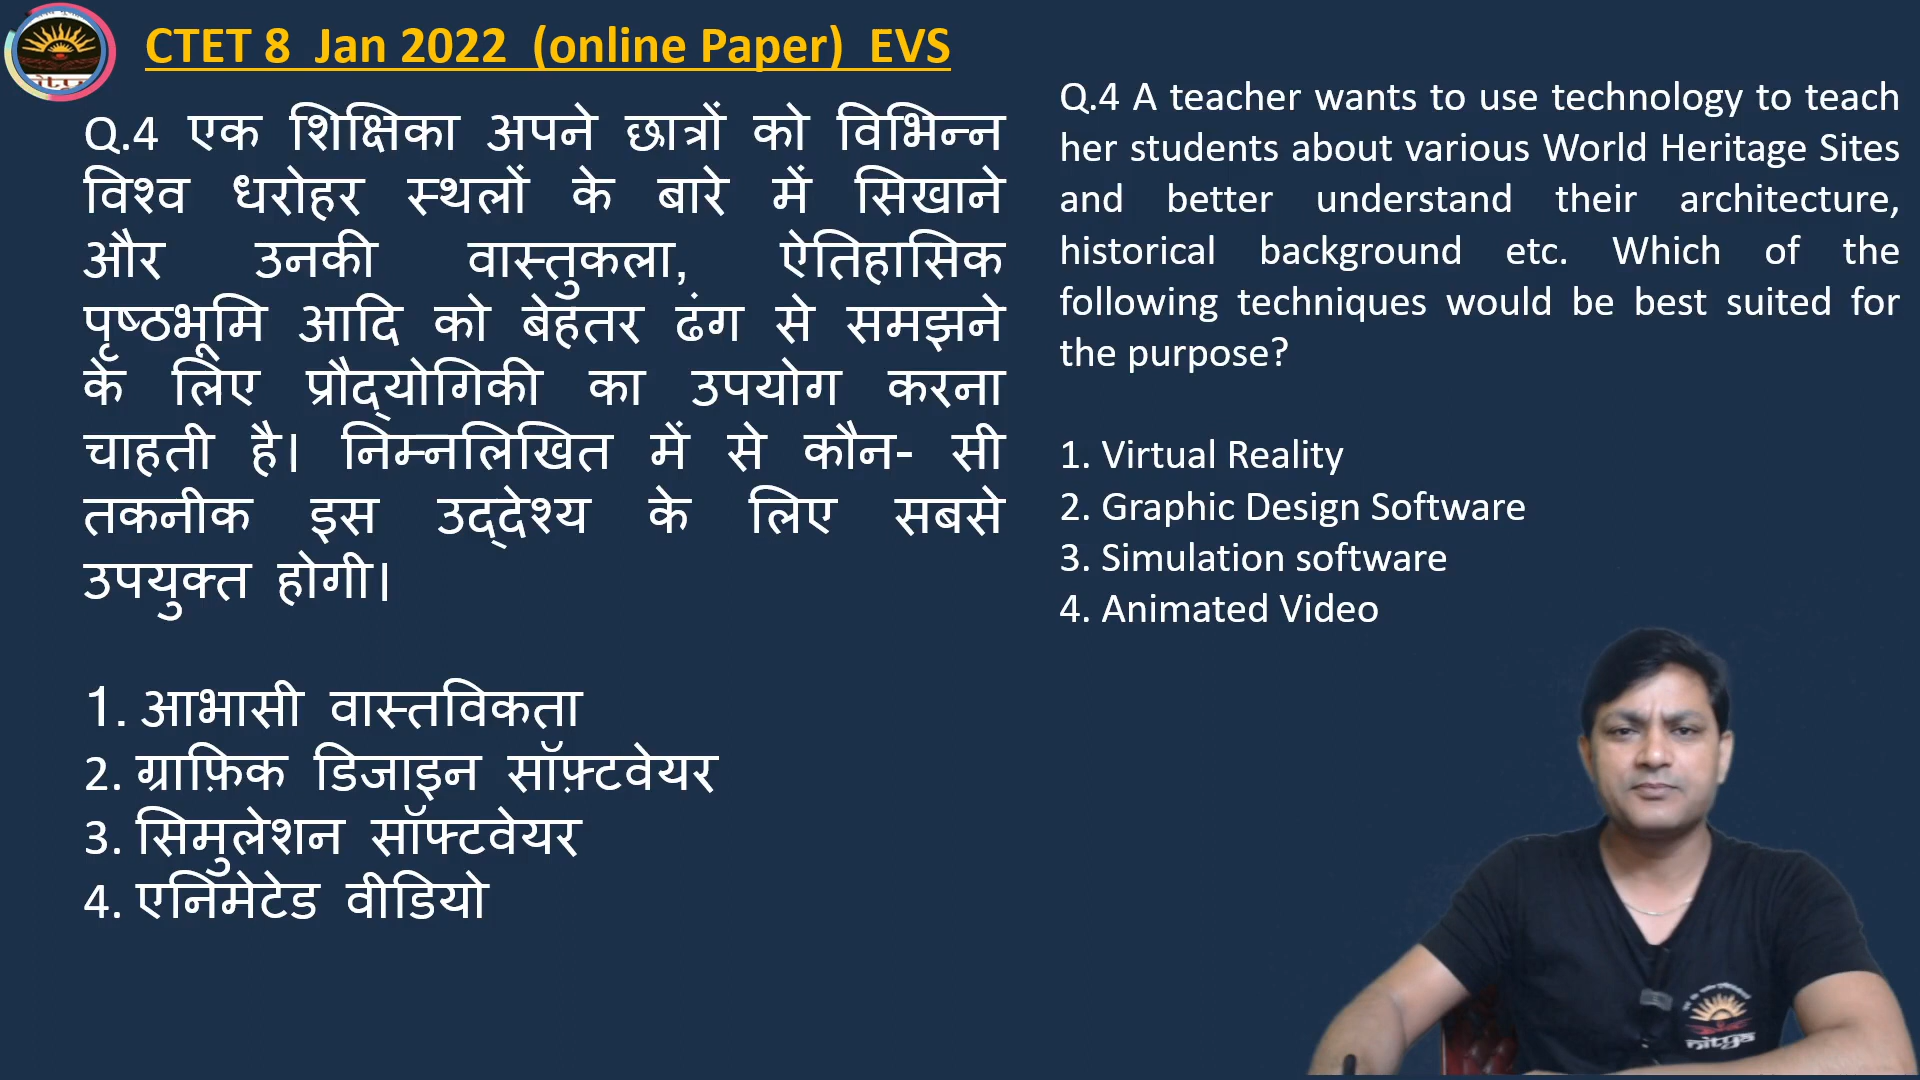 CTET 8 Jan 2022 (online Paper) EVS
Q.4 एक शिक्षिका अपने छात्रों को विभिन्न
विश्व धरोहर स्थलों के बारे में सिखाने
और उनकी वास्तुकला, ऐतिहासिक
पृष्ठभूमि आदि को बेहतर ढंग से समझने
के लिए प्रौद्योगिकी का उपयोग करना
चाहती है। निम्नलिखित में से कौन- सी
तकनीक इस उद्देश्य के लिए सबसे
उपयुक्त होगी।
1. आभासी वास्तविकता
2. ग्राफ़िक डिजाइन सॉफ़्टवेयर
3. सिमुलेशन सॉफ्टवेयर
4. एनिमेटेड वीडियो
Q.4 A teacher wants to use technology to teach
her students about various World Heritage Sites
and better understand their architecture,
historical background etc. Which of the
following techniques would be best suited for
the purpose?
1. Virtual Reality
2. Graphic Design Software
3. Simulation software
4. Animated Video
nitya